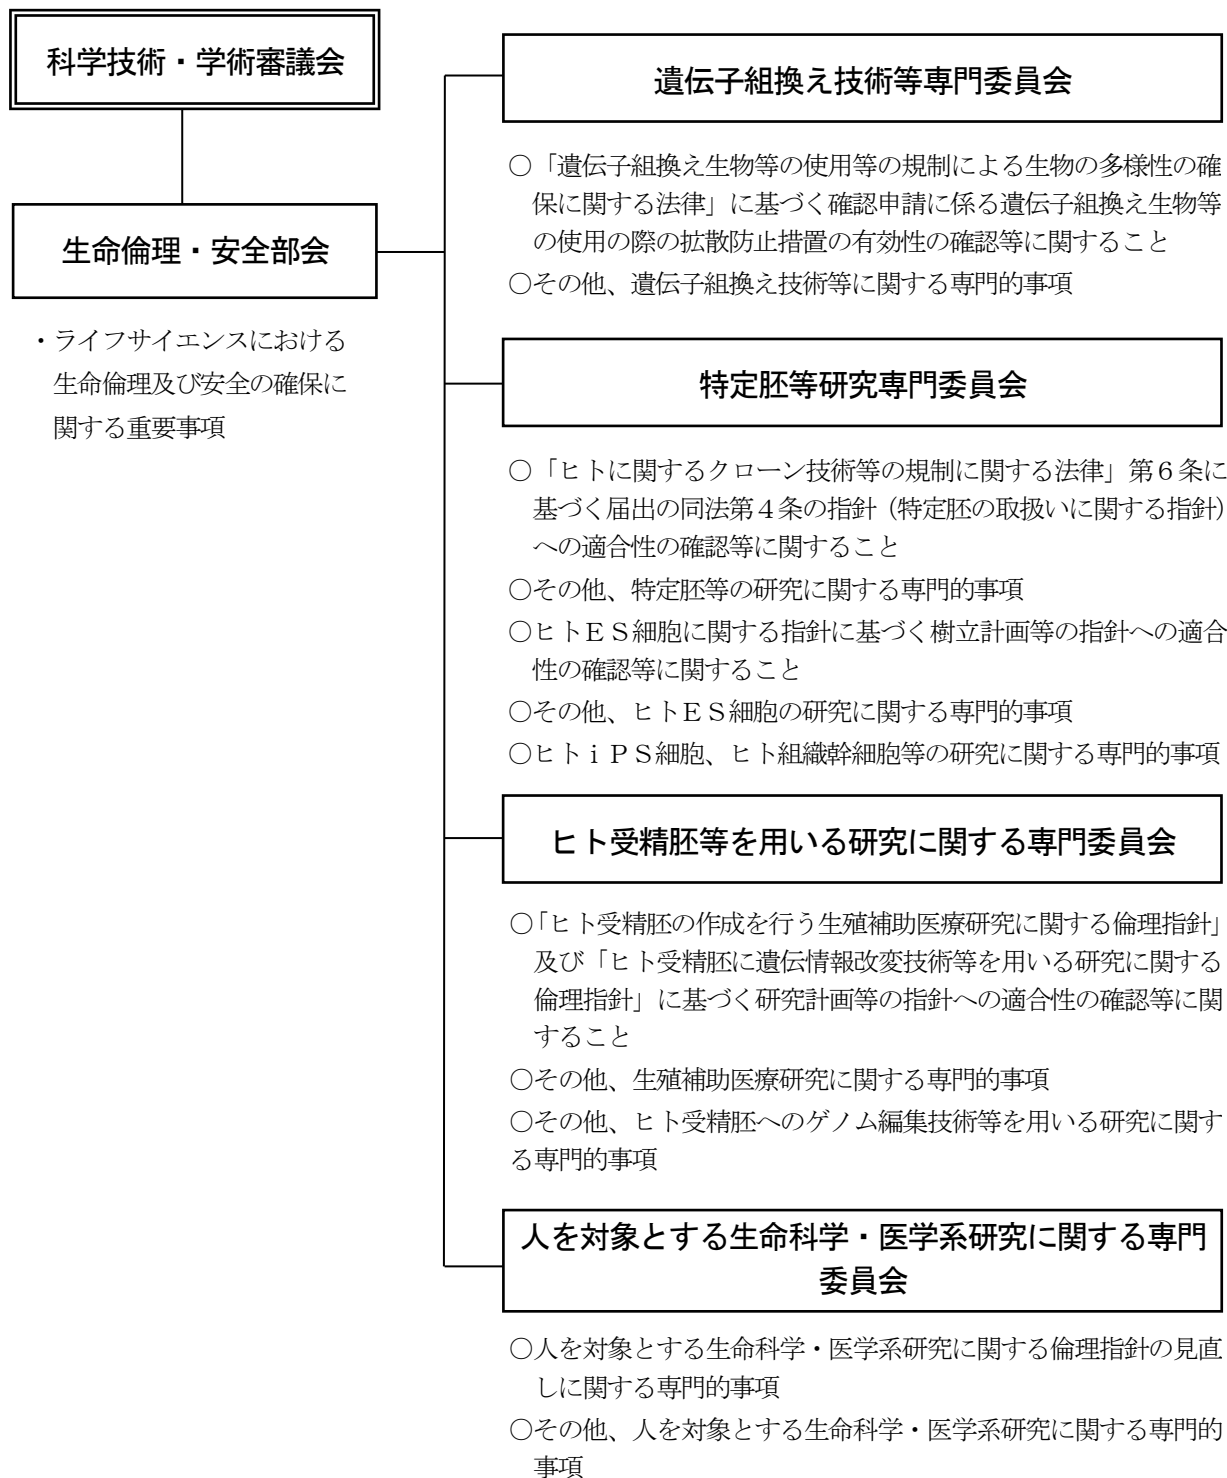 科学技術・学術審議会
生命倫理・安全部会
・ライフサイエンスにおける
生命倫理及び安全の確保に
関する重要事項
遺伝子組換え技術等専門委員会
○「遺伝子組換え生物等の使用等の規制による生物の多様性の確
保に関する法律」に基づく確認申請に係る遺伝子組換え生物等
の使用の際の拡散防止措置の有効性の確認等に関すること
○その他、遺伝子組換え技術等に関する専門的事項
特定胚等研究専門委員会
○「ヒトに関するクローン技術等の規制に関する法律」第6条に
基づく届出の同法第4条の指針（特定胚の取扱いに関する指針）
への適合性の確認等に関すること
○その他、特定胚等の研究に関する専門的事項
○ヒトＥＳ細胞に関する指針に基づく樹立計画等の指針への適合
性の確認等に関すること
○その他、ヒトＥＳ細胞の研究に関する専門的事項
○ヒトｉＰＳ細胞、ヒト組織幹細胞等の研究に関する専門的事項
ヒト受精胚等を用いる研究に関する専門委員会
○「ヒト受精胚の作成を行う生殖補助医療研究に関する倫理指針」
及び「ヒト受精胚に遺伝情報改変技術等を用いる研究に関する
倫理指針」に基づく研究計画等の指針への適合性の確認等に関
すること
○その他、生殖補助医療研究に関する専門的事項
○その他、ヒト受精胚へのゲノム編集技術等を用いる研究に関す
る専門的事項
人を対象とする生命科学・医学系研究に関する専門
委員会
○人を対象とする生命科学・医学系研究に関する倫理指針の見直
しに関する専門的事項
○その他、人を対象とする生命科学・医学系研究に関する専門的
事項